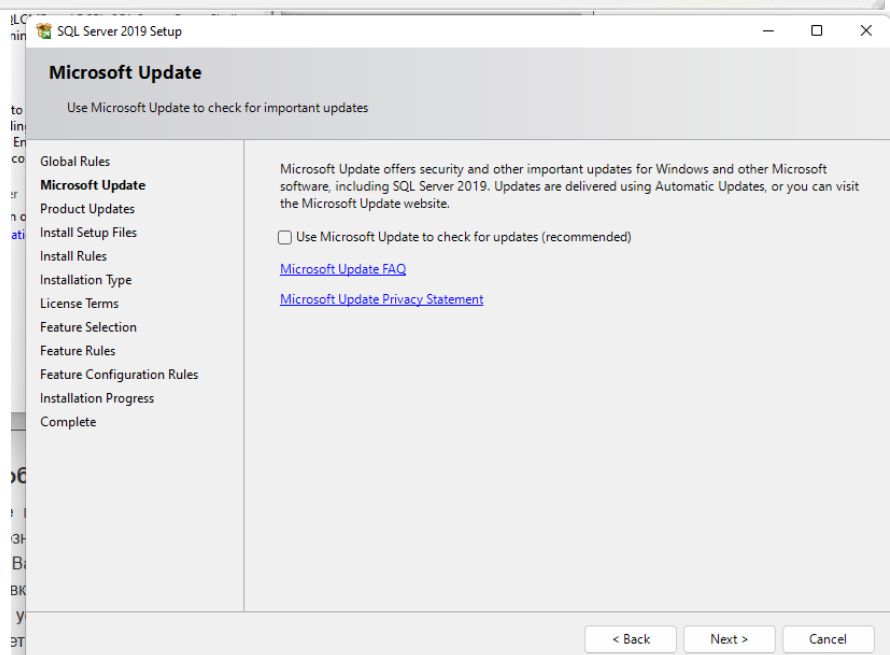 SQL Server 2019 Setup
Microsoft Update
Use Microsoft Update to check for important updates
Global Rules
Microsoft Update
Product Updates
Install Setup Files
Install Rules
Installation Type
License Terms
Feature Selection
Feature Rules
Feature Configuration Rules
Installation Progress
Complete
Microsoft Update offers security and other important updates for Windows and other Microsoft
software, including SQL Server 2019. Updates are delivered using Automatic Updates, or you can visit
the Microsoft Update website.
Use Microsoft Update to check for updates (recommended)
Microsoft Update FAQ
Microsoft Update Privacy Statement
< Back
Next >
Cancel